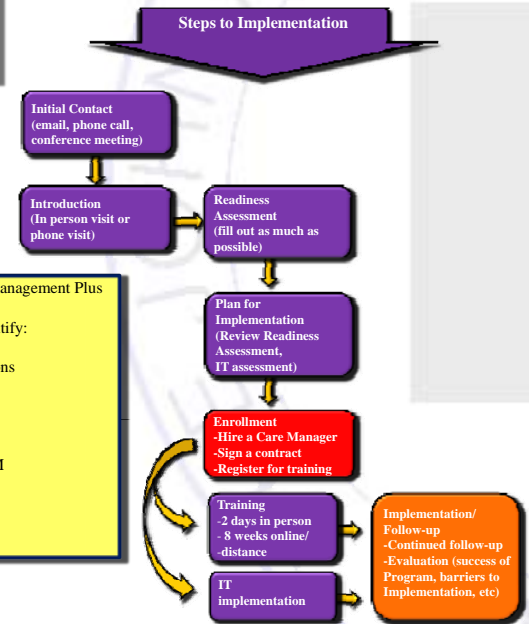 Steps to Implementation
Initial Contact
(email, phone call,
conference meeting)
Introduction
(In person visit or
phone visit)
Readiness
Assessment
(fill out as much as
possible)
anagement Plus
tify:
ns
M
Plan for
Implementation
(Review Readiness
Assessment,
IT assessment)
Enrollment
-Hire a Care Manager
-Sign a contract
-Register for training
Training
-2 days in person
- 8 weeks online/
-distance
IT
implementation
Implementation/
Follow-up
-Continued follow-up
-Evaluation (success of
Program, barriers to
Implementation, etc)